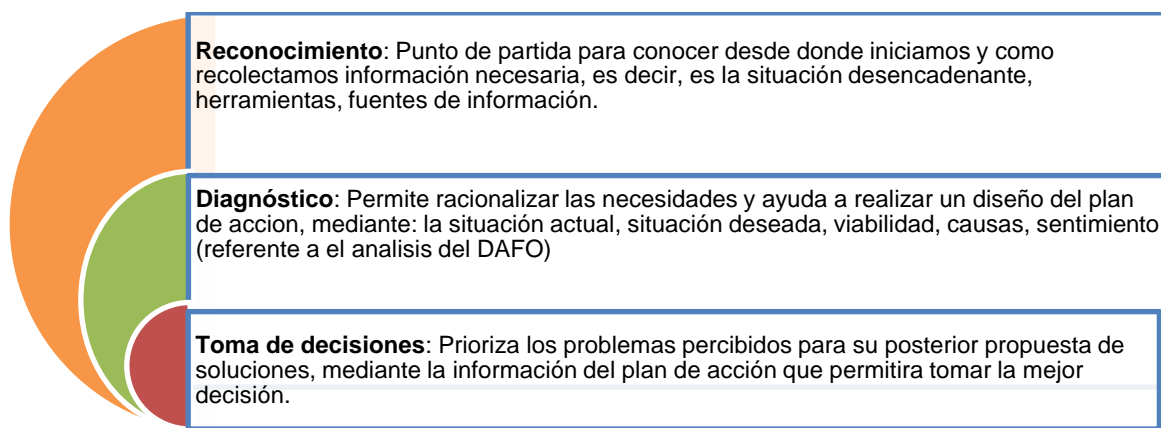 Reconocimiento: Punto de partida para conocer desde donde iniciamos y como
recolectamos información necesaria, es decir, es la situación desencadenante,
herramientas, fuentes de información.
Diagnóstico: Permite racionalizar las necesidades y ayuda a realizar un diseño del plan
de accion, mediante: la situación actual, situación deseada, viabilidad, causas, sentimiento
(referente a el analisis del DAFO)
Toma de decisiones: Prioriza los problemas percibidos para su posterior propuesta de
soluciones, mediante la información del plan de acción que permitira tomar la mejor
decisión.